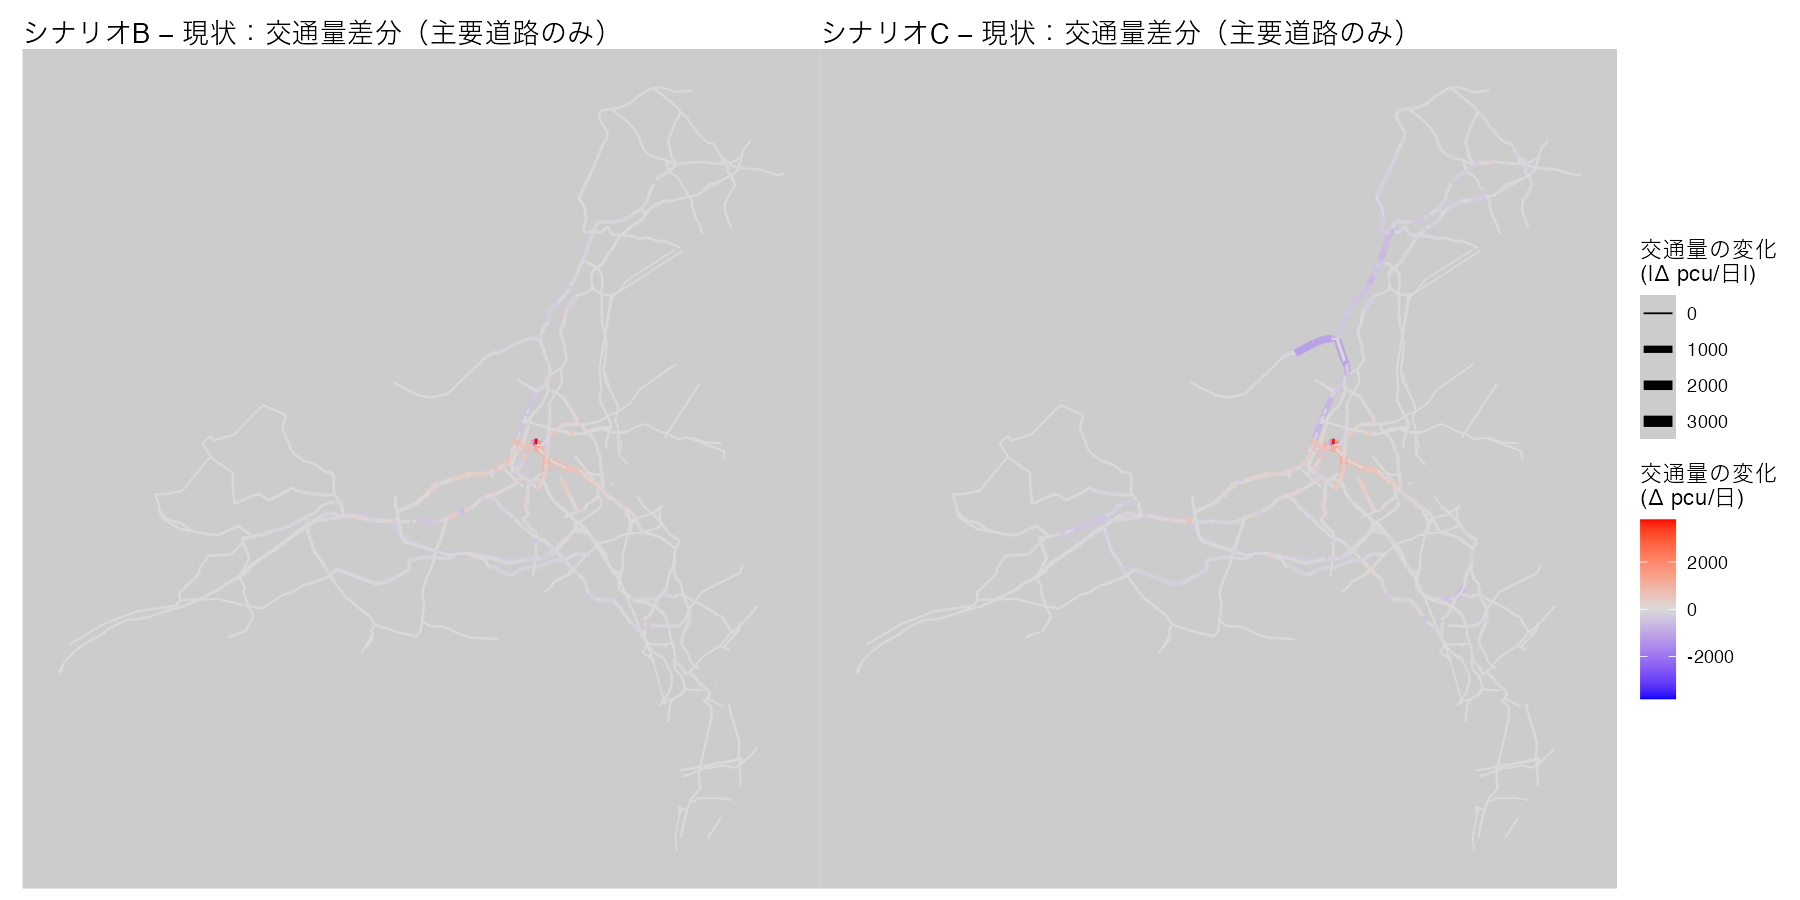 シナリオB – 現状：交通量差分（主要道路のみ）
シナリオC – 現状：交通量差分（主要道路のみ）
交通量の変化
(|Δ pcu/日|)
0
1000
2000
3000
交通量の変化
(Δ pcu/日)
2000
0
-2000